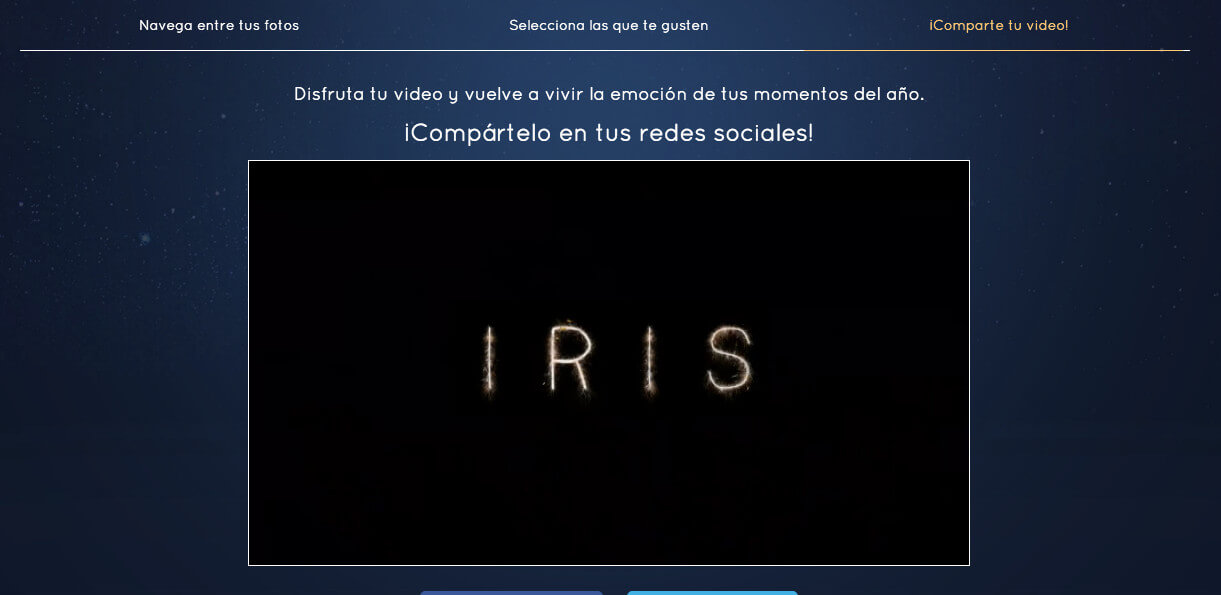 Navega entre tus fotos
Selecciona las que te gusten
¡Comparte tu video!
Disfruta tu video y vuelve a vivir la emoción de tus momentos del año.
¡Compártelo en tus redes sociales!
IRIS